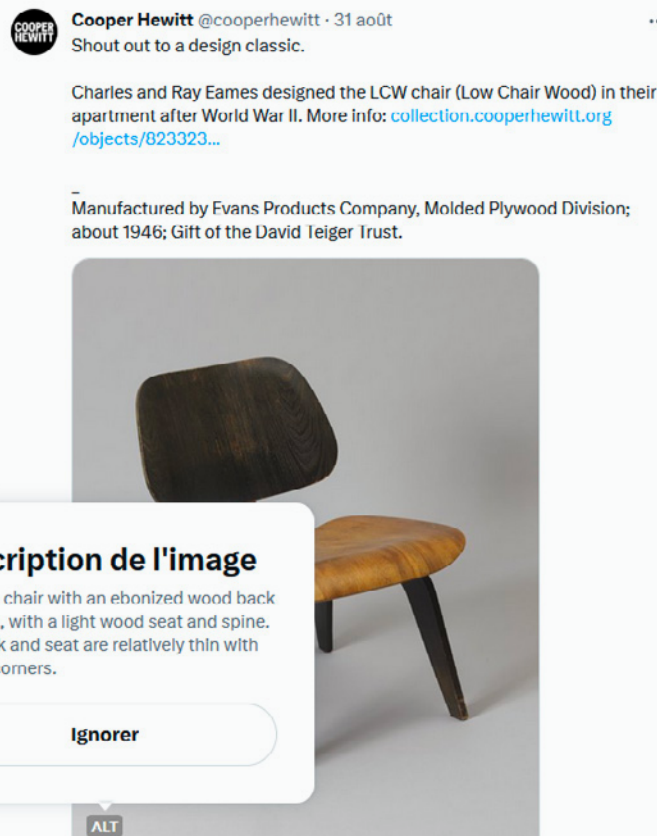 COOPER
HEWITT
Cooper Hewitt @cooperhewitt · 31 août
Shout out to a design classic.
Charles and Ray Eames designed the LCW chair (Low Chair Wood) in their
apartment after World War II. More info: collection.cooperhewitt.org
/objects/823323...
_
Manufactured by Evans Products Company, Molded Plywood Division;
about 1946; Gift of the David Teiger Trust.
cription de l'image
chair with an ebonized wood back
, with a light wood seat and spine.
k and seat are relatively thin with
orners.
Ignorer
ALT